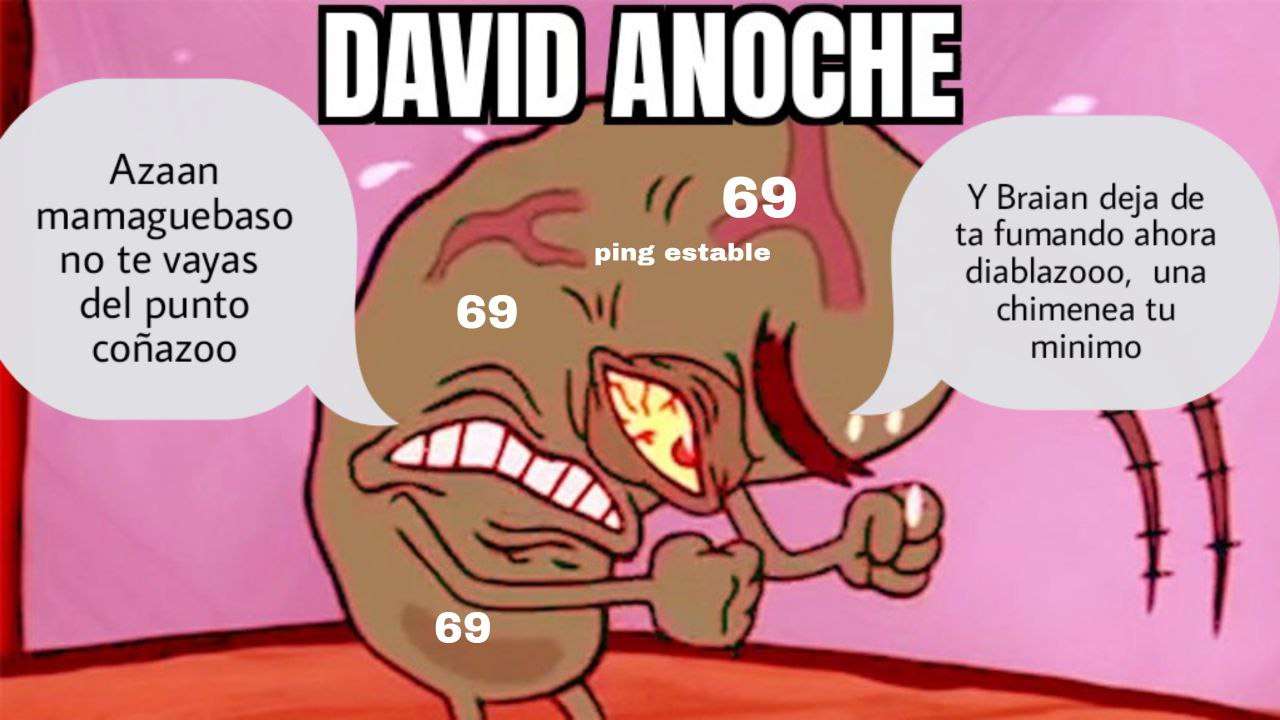 DAVID ANOCHE
Azaan
mamaguebaso
no te vayas
del punto
coñazoo
Y Braian deja de
ta fumando ahora
diablazooo, una
chimenea tu
minimo
69
ping estable
69
69